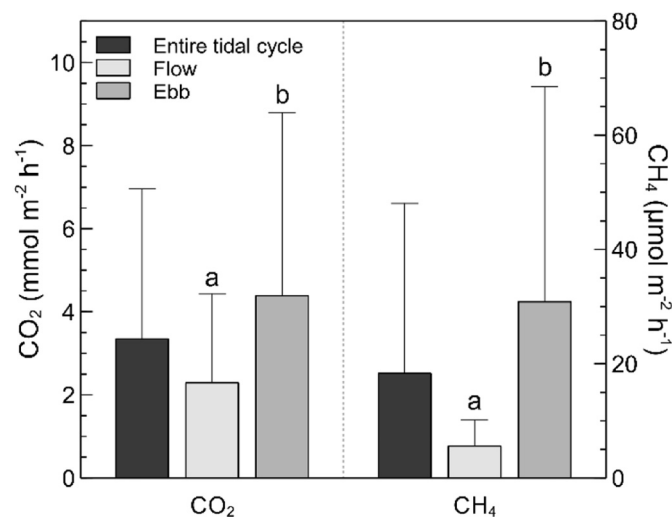 Entire tidal cycle
Flow
Ebb
CO₂ (mmol m⁻² h⁻¹)
10
8
6
4
2
0
a
b
a
b
80
60
40
20
0
CH₄ (μmol m⁻² h⁻¹)
CO₂
CH₄